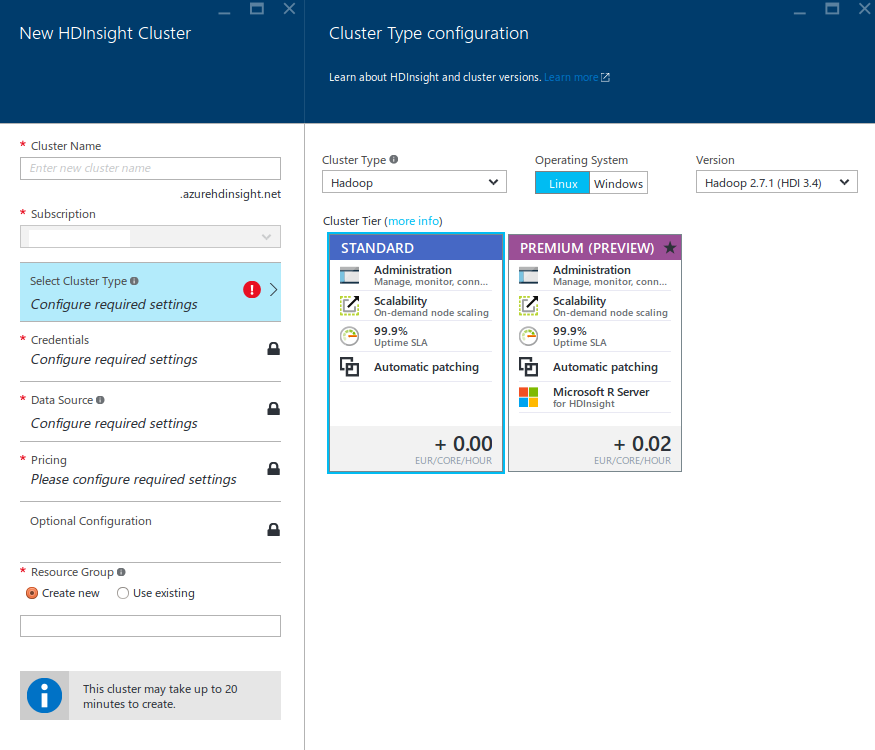 New HDInsight Cluster
* Cluster Name
Enter new cluster name
.azurehdinsight.net
* Subscription
Select Cluster Type
Configure required settings
* Credentials
Configure required settings
* Data Source
Configure required settings
* Pricing
Please configure required settings
Optional Configuration
* Resource Group
Create new Use existing
This cluster may take up to 20
minutes to create.
Cluster Type configuration
Learn about HDInsight and cluster versions. Learn more
Cluster Type Operating System Version
Hadoop Linux Windows Hadoop 2.7.1 (HDI 3.4)
Cluster Tier (more info)
STANDARD
Administration
Manage, monitor, conn...
Scalability
On-demand node scaling
99.9%
Uptime SLA
Automatic patching
+ 0.00
EUR/CORE/HOUR
PREMIUM (PREVIEW)
Administration
Manage, monitor, conn...
Scalability
On-demand node scaling
99.9%
Uptime SLA
Automatic patching
Microsoft R Server
for HDInsight
+ 0.02
EUR/CORE/HOUR